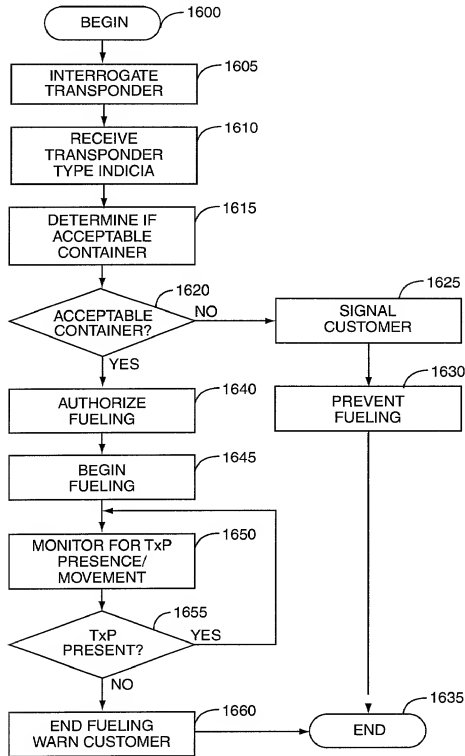 BEGIN
1600
INTERROGATE
TRANSPONDER
1605
RECEIVE
TRANSPONDER
TYPE INDICIA
1610
DETERMINE IF
ACCEPTABLE
CONTAINER
1615
ACCEPTABLE
CONTAINER?
1620
NO
YES
SIGNAL
CUSTOMER
1625
PREVENT
FUELING
1630
AUTHORIZE
FUELING
1640
BEGIN
FUELING
1645
MONITOR FOR TxP
PRESENCE/
MOVEMENT
1650
TxP
PRESENT?
1655
YES
NO
END FUELING
WARN CUSTOMER
1660
END
1635